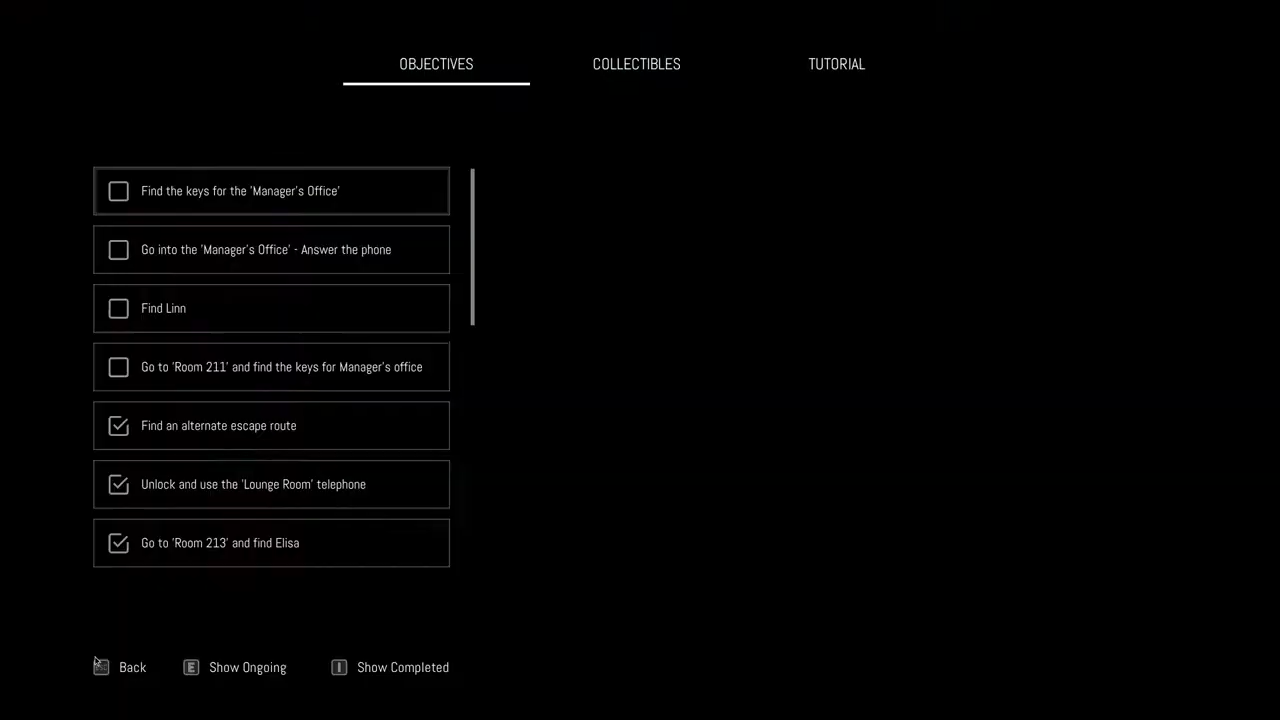 OBJECTIVES
COLLECTIBLES
TUTORIAL
Find the keys for the 'Manager's Office'
Go into the 'Manager's Office' - Answer the phone
Find Linn
Go to 'Room 211' and find the keys for Manager's office
Find an alternate escape route
Unlock and use the 'Lounge Room' telephone
Go to 'Room 213' and find Elisa
Back
E Show Ongoing
I Show Completed